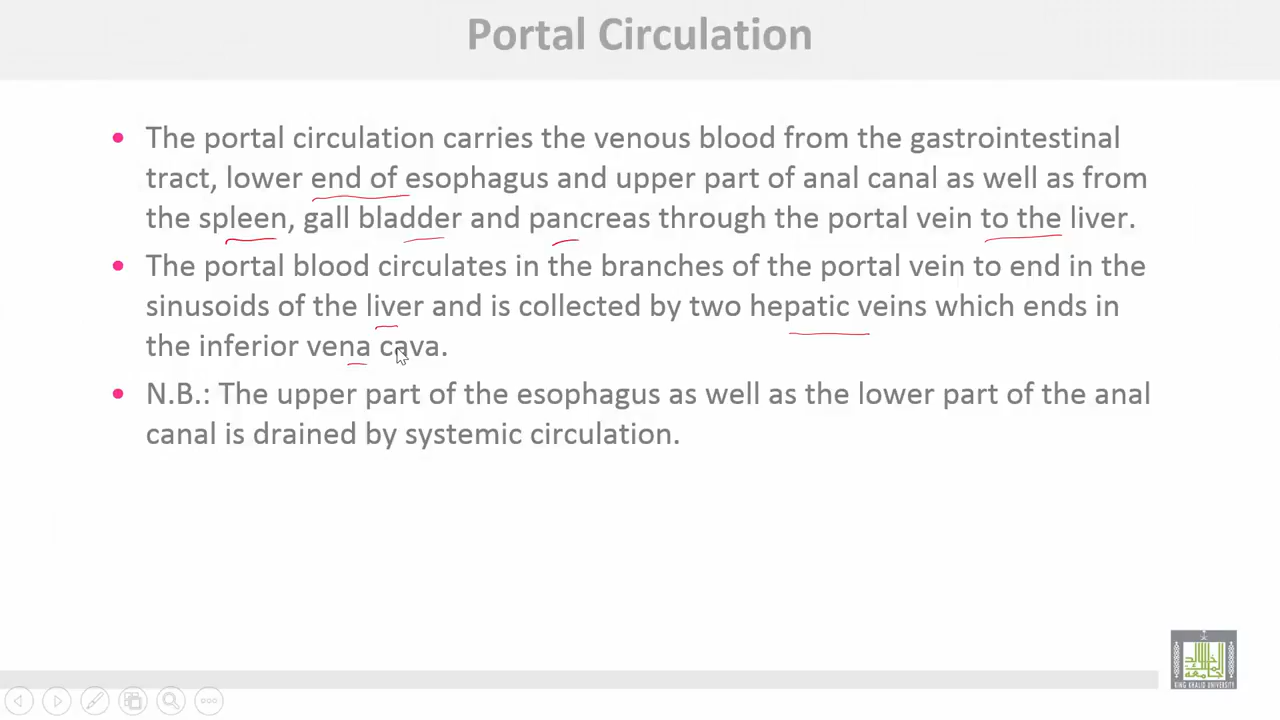 Portal Circulation
• The portal circulation carries the venous blood from the gastrointestinal
tract, lower end of esophagus and upper part of anal canal as well as from
the spleen, gall bladder and pancreas through the portal vein to the liver.
• The portal blood circulates in the branches of the portal vein to end in the
sinusoids of the liver and is collected by two hepatic veins which ends in
the inferior vena cava.
• N.B.: The upper part of the esophagus as well as the lower part of the anal
canal is drained by systemic circulation.
KING KHALID UNIVERSITY